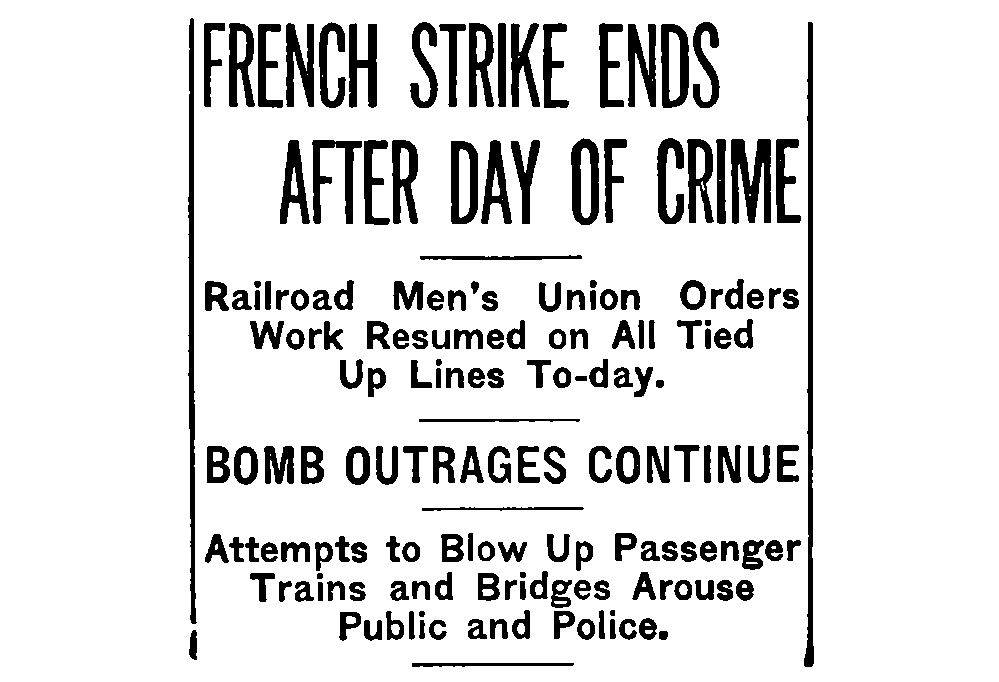 FRENCH STRIKE ENDS
AFTER DAY OF CRIME
Railroad Men's Union Orders
Work Resumed on All Tied
Up Lines To-day.
BOMB OUTRAGES CONTINUE
Attempts to Blow Up Passenger
Trains and Bridges Arouse
Public and Police.